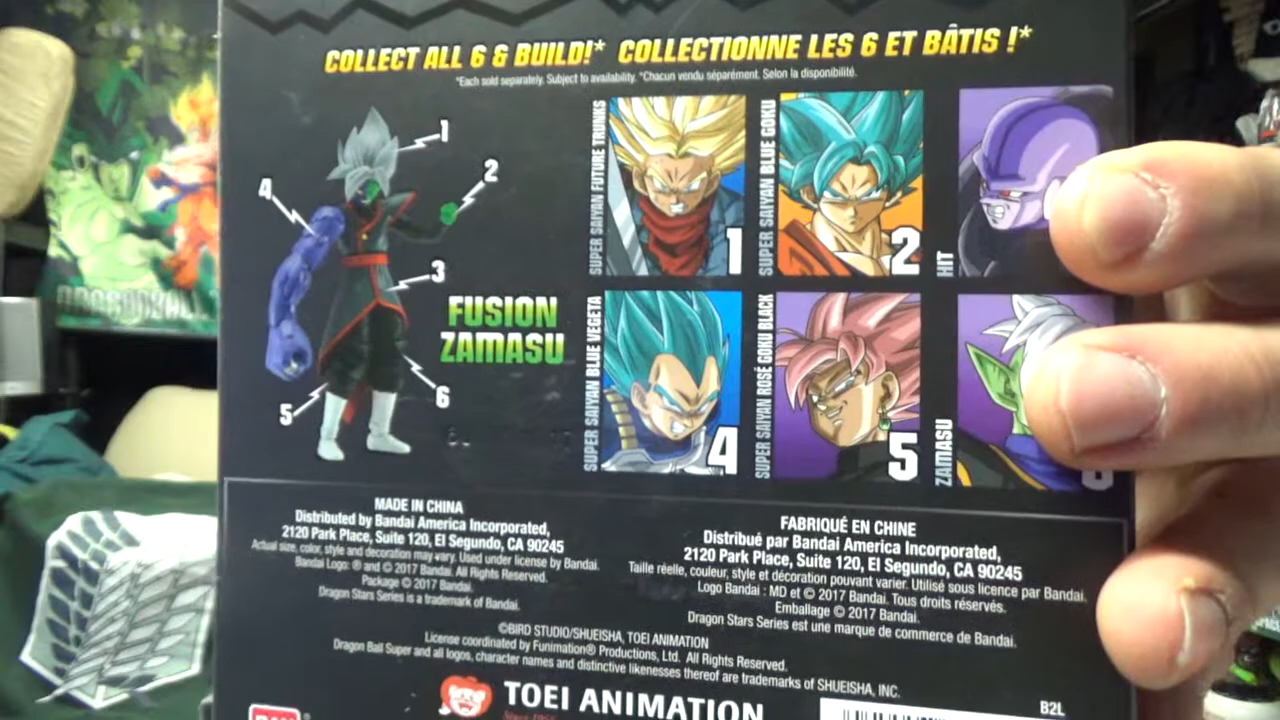 COLLECT ALL 6 & BUILD!* COLLECTIONNE LES 6 ET BÂTIS !*
*Each sold separately. Subject to availability. *Chacun vendu séparément. Selon la disponibilité.
1
2
3
4
5
6
FUSION
ZAMASU
SUPER SAIYAN FUTURE TRUNKS
1
SUPER SAIYAN BLUE GOKU
2
HIT
SUPER SAIYAN BLUE VEGETA
4
SUPER SAIYAN ROSÉ GOKU BLACK
5
ZAMASU
6
MADE IN CHINA
Distributed by Bandai America Incorporated,
2120 Park Place, Suite 120, El Segundo, CA 90245
Actual size, color, style and decoration may vary. Used under license by Bandai.
Bandai Logo: ® and © 2017 Bandai. All Rights Reserved.
Package © 2017 Bandai.
Dragon Stars Series is a trademark of Bandai.
FABRIQUÉ EN CHINE
Distribué par Bandai America Incorporated,
2120 Park Place, Suite 120, El Segundo, CA 90245
Taille réelle, couleur, style et décoration pouvant varier. Utilisé sous licence par Bandai.
Logo Bandai : MD et © 2017 Bandai. Tous droits réservés.
Emballage © 2017 Bandai.
Dragon Stars Series est une marque de commerce de Bandai.
©BIRD STUDIO/SHUEISHA, TOEI ANIMATION
License coordinated by Funimation® Productions, Ltd. All Rights Reserved.
Dragon Ball Super and all logos, character names and distinctive likenesses thereof are trademarks of SHUEISHA, INC.
TOEI ANIMATION
B2L
DRAGONBALL